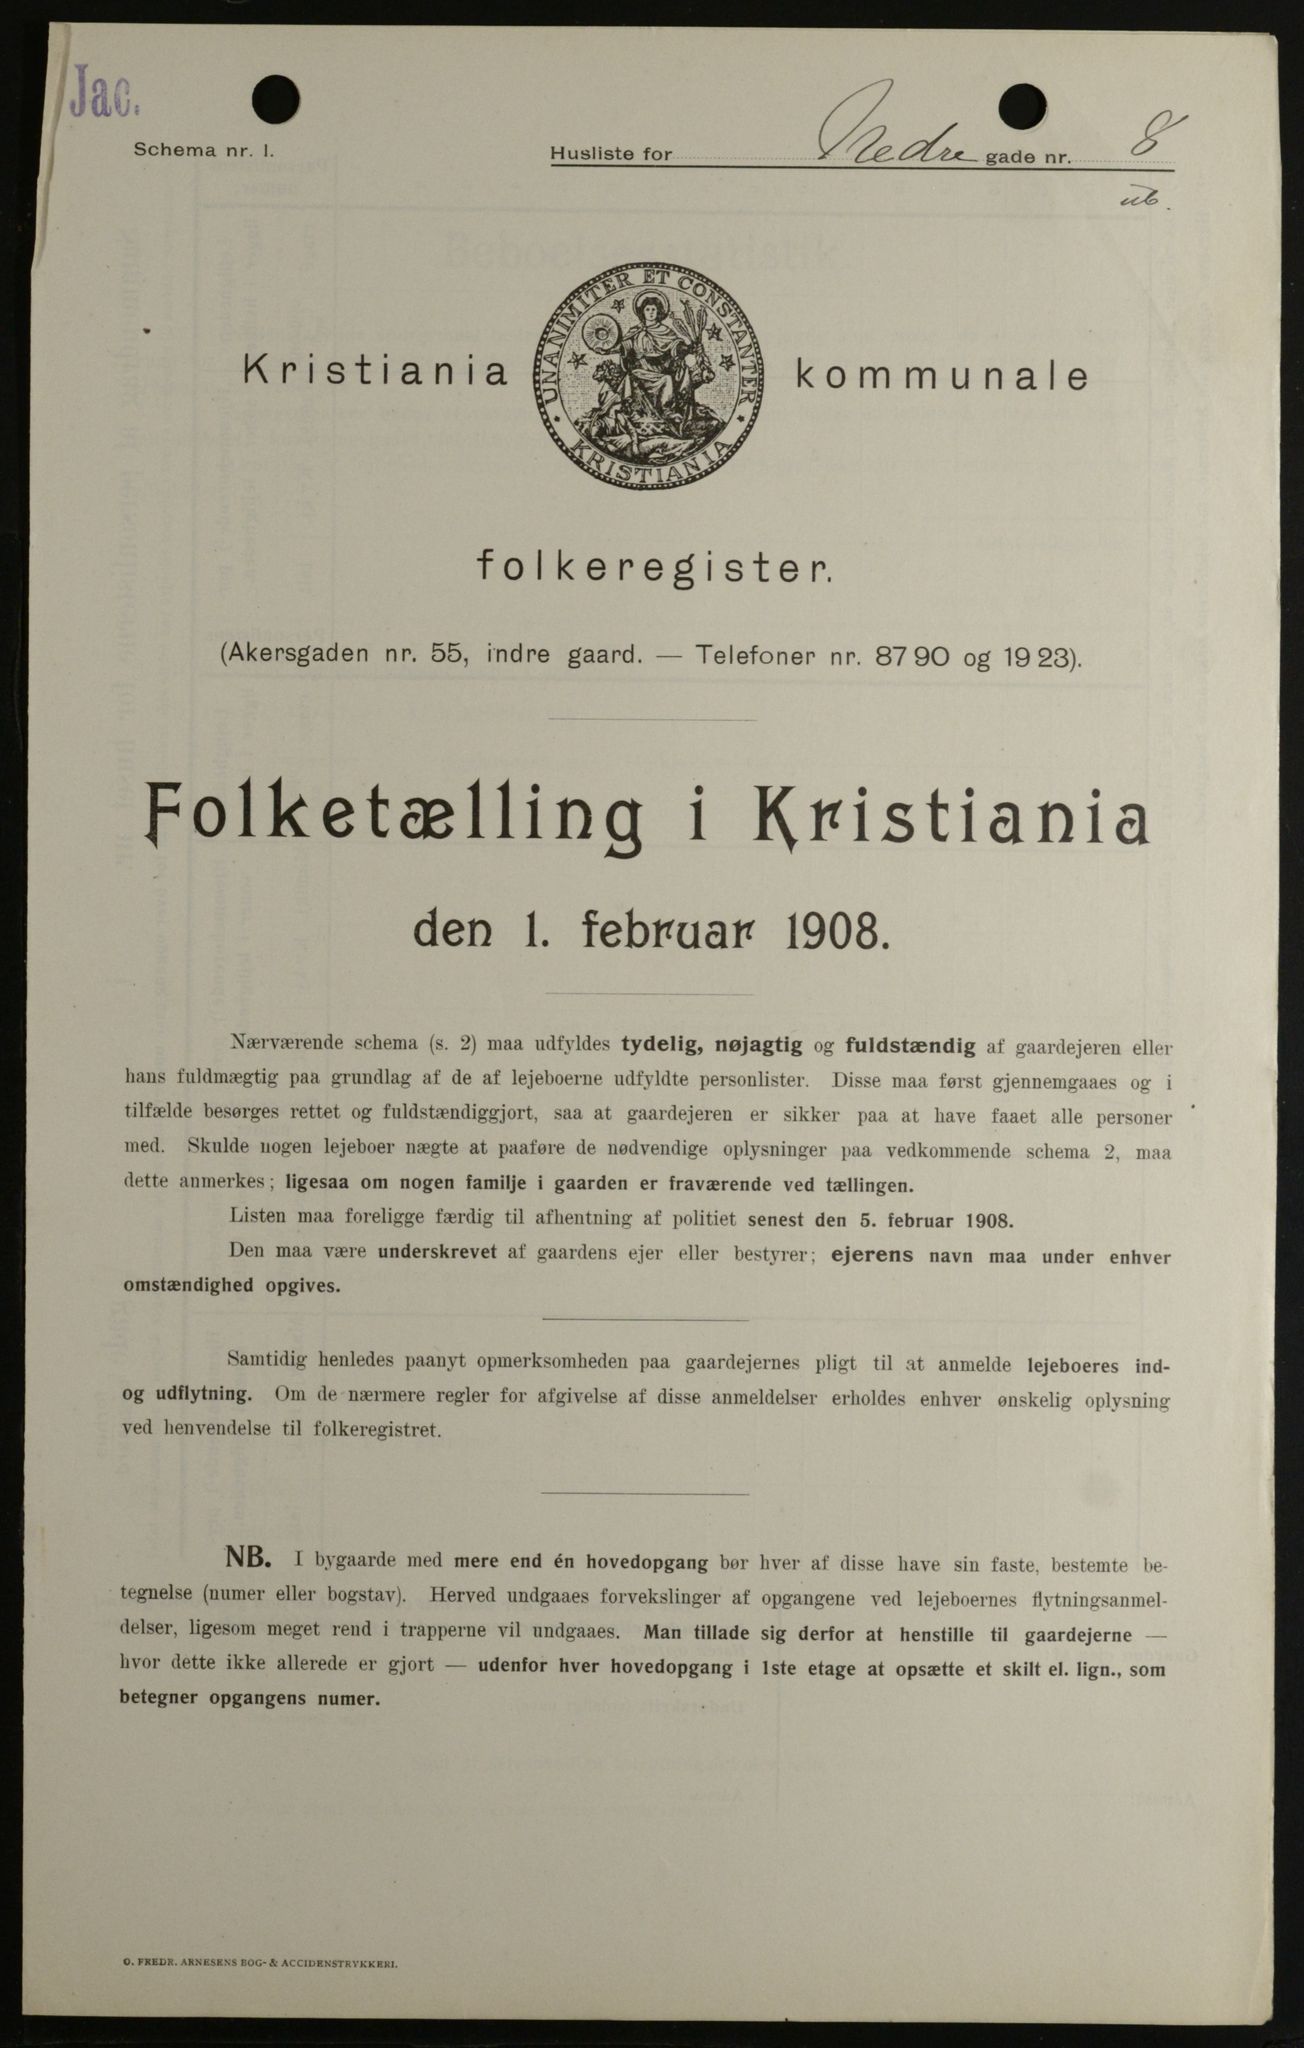 Jac.
Schema nr. 1.
Husliste for Nedre gade nr. 8
ub.
UNANIMITER ET CONSTANTER
KRISTIANIA
Kristiania kommunale
folkeregister.
(Akersgaden nr. 55, indre gaard. — Telefoner nr. 87 90 og 19 23).
Folketælling i Kristiania
den 1. februar 1908.
Nærværende schema (s. 2) maa udfyldes tydelig, nøjagtig og fuldstændig af gaardejeren eller
hans fuldmægtig paa grundlag af de af lejeboerne udfyldte personlister. Disse maa først gjennemgaaes og i
tilfælde besørges rettet og fuldstændiggjort, saa at gaardejeren er sikker paa at have faaet alle personer
med. Skulde nogen lejeboer nægte at paaføre de nødvendige oplysninger paa vedkommende schema 2, maa
dette anmerkes; ligesaa om nogen familje i gaarden er fraværende ved tællingen.
Listen maa foreligge færdig til afhentning af politiet senest den 5. februar 1908.
Den maa være underskrevet af gaardens ejer eller bestyrer; ejerens navn maa under enhver
omstændighed opgives.
Samtidig henledes paanyt opmerksomheden paa gaardejernes pligt til at anmelde lejeboeres ind-
og udflytning. Om de nærmere regler for afgivelse af disse anmeldelser erholdes enhver ønskelig oplysning
ved henvendelse til folkeregistret.
NB. I bygaarde med mere end én hovedopgang bør hver af disse have sin faste, bestemte be-
tegnelse (numer eller bogstav). Herved undgaaes forvekslinger af opgangene ved lejeboernes flytningsanmel-
delser, ligesom meget rend i trapperne vil undgaaes. Man tillade sig derfor at henstille til gaardejerne —
hvor dette ikke allerede er gjort — udenfor hver hovedopgang i 1ste etage at opsætte et skilt el. lign., som
betegner opgangens numer.
O. FREDR. ARNESENS BOG- & ACCIDENSTRYKKERI.